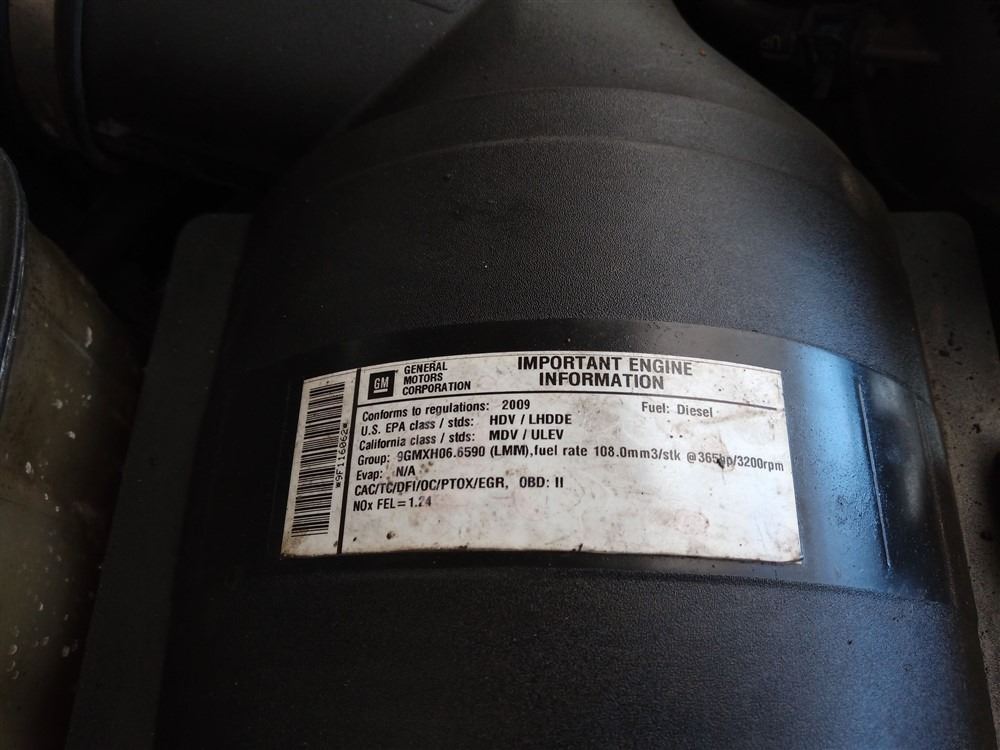 GM
GENERAL
MOTORS
CORPORATION
IMPORTANT ENGINE
INFORMATION
Conforms to regulations: 2009 Fuel: Diesel
U.S. EPA class / stds: HDV / LHDDE
California class / stds: MDV / ULEV
Group: 9GMXH06.6590 (LMM),fuel rate 108.0mm3/stk @365hp/3200rpm
Evap: N/A
CAC/TC/DFI/OC/PTOX/EGR, OBD: II
NOx FEL=1.24
*9F116062*